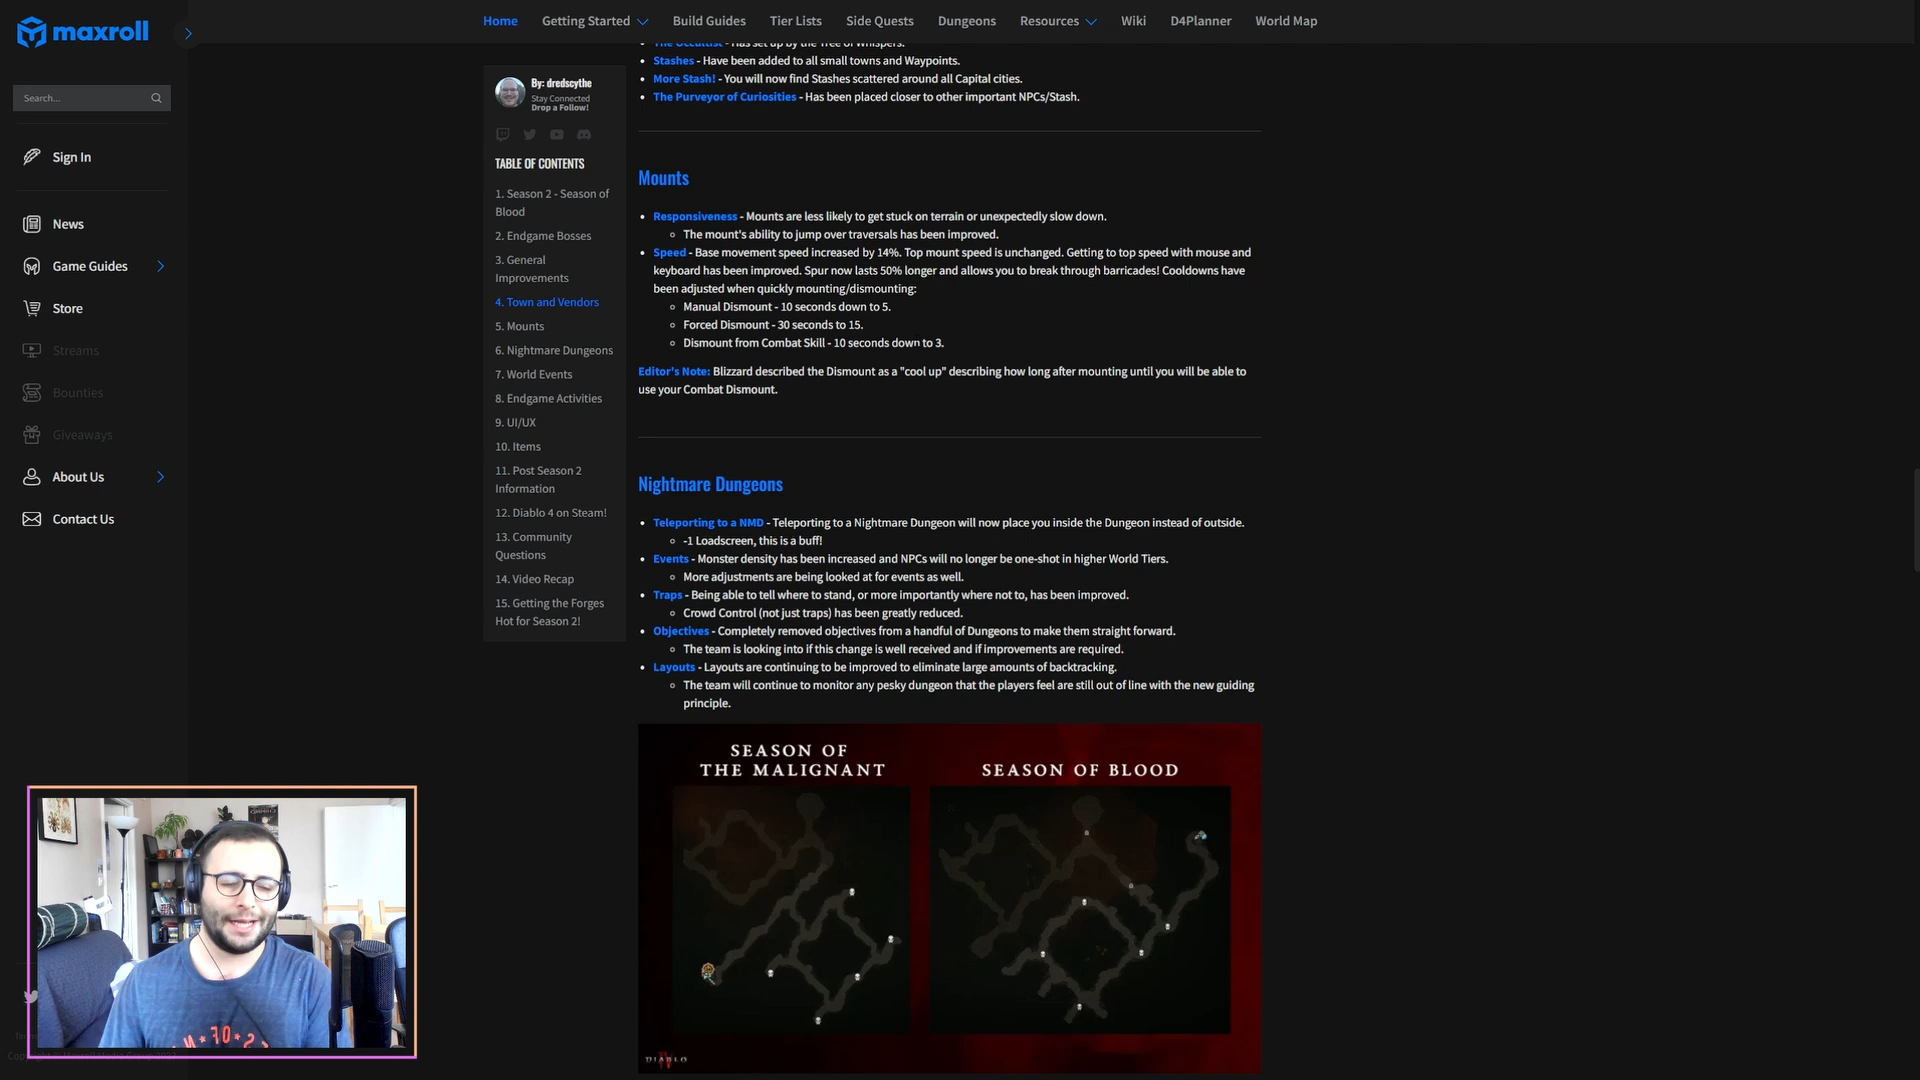 maxroll
Home
Getting Started
Build Guides
Tier Lists
Side Quests
Dungeons
Resources
Wiki
D4Planner
World Map
Search...
Sign In
News
Game Guides
Store
Streams
Bounties
Giveaways
About Us
Contact Us
By: dredscythe
Stay Connected
Drop a Follow!
TABLE OF CONTENTS
1. Season 2 - Season of
Blood
2. Endgame Bosses
3. General
Improvements
4. Town and Vendors
5. Mounts
6. Nightmare Dungeons
7. World Events
8. Endgame Activities
9. UI/UX
10. Items
11. Post Season 2
Information
12. Diablo 4 on Steam!
13. Community
Questions
14. Video Recap
15. Getting the Forges
Hot for Season 2!
The Occultist - Has set up by the Tree of Whispers.
Stashes - Have been added to all small towns and Waypoints.
More Stash! - You will now find Stashes scattered around all Capital cities.
The Purveyor of Curiosities - Has been placed closer to other important NPCs/Stash.
Mounts
Responsiveness - Mounts are less likely to get stuck on terrain or unexpectedly slow down.
The mount's ability to jump over traversals has been improved.
Speed - Base movement speed increased by 14%. Top mount speed is unchanged. Getting to top speed with mouse and
keyboard has been improved. Spur now lasts 50% longer and allows you to break through barricades! Cooldowns have
been adjusted when quickly mounting/dismounting:
Manual Dismount - 10 seconds down to 5.
Forced Dismount - 30 seconds to 15.
Dismount from Combat Skill - 10 seconds down to 3.
Editor's Note: Blizzard described the Dismount as a "cool up" describing how long after mounting until you will be able to
use your Combat Dismount.
Nightmare Dungeons
Teleporting to a NMD - Teleporting to a Nightmare Dungeon will now place you inside the Dungeon instead of outside.
-1 Loadscreen, this is a buff!
Events - Monster density has been increased and NPCs will no longer be one-shot in higher World Tiers.
More adjustments are being looked at for events as well.
Traps - Being able to tell where to stand, or more importantly where not to, has been improved.
Crowd Control (not just traps) has been greatly reduced.
Objectives - Completely removed objectives from a handful of Dungeons to make them straight forward.
The team is looking into if this change is well received and if improvements are required.
Layouts - Layouts are continuing to be improved to eliminate large amounts of backtracking.
The team will continue to monitor any pesky dungeon that the players feel are still out of line with the new guiding
principle.
SEASON OF
THE MALIGNANT
SEASON OF BLOOD
DIABLO
IV